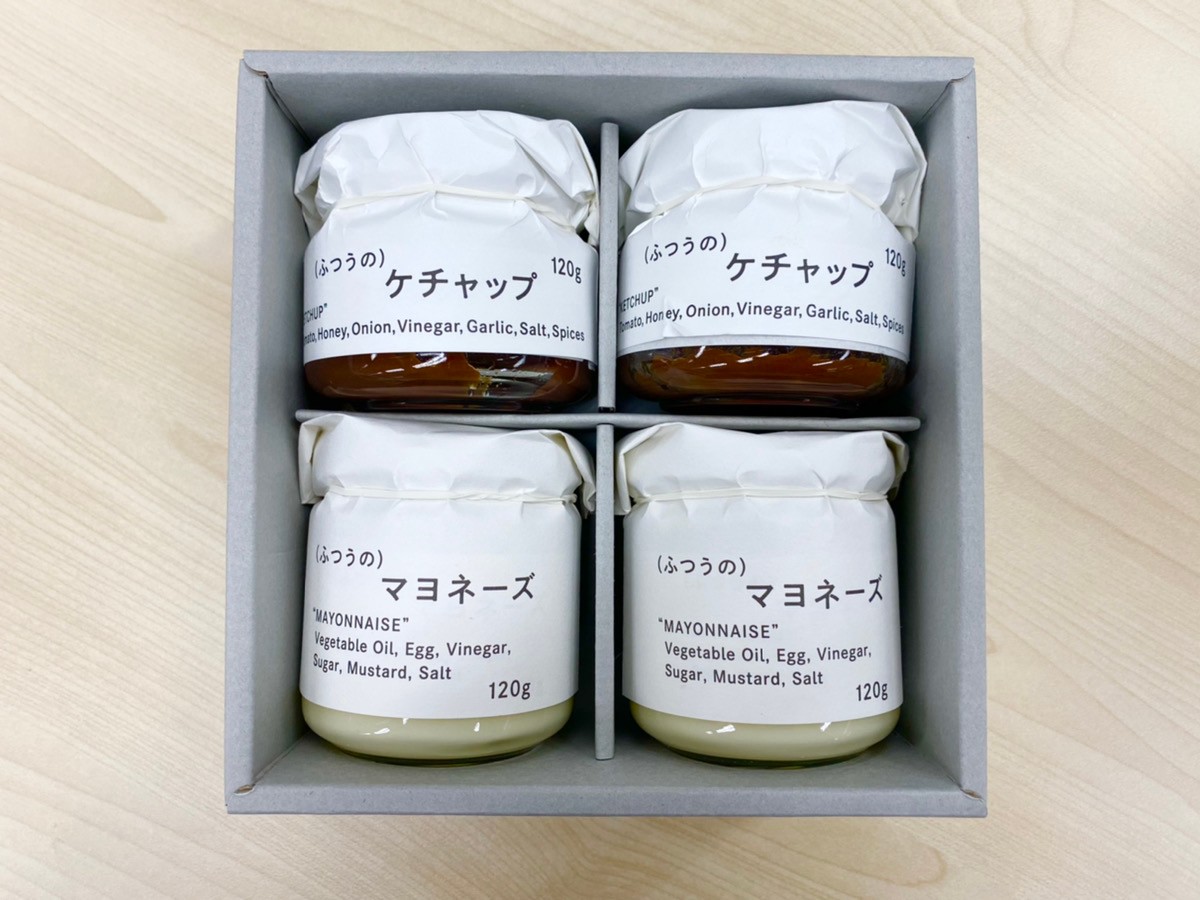 (ふつうの)
ケチャップ 120g
Honey, Onion, Vinegar, Garlic, Salt, Spices
(ふつうの)
ケチャップ 120g
KETCHUP"
Tomato, Honey, Onion, Vinegar, Garlic, Salt, Spices
(ふつうの)
マヨネーズ
"MAYONNAISE"
Vegetable Oil, Egg, Vinegar,
Sugar, Mustard, Salt
120g
(ふつうの)
マヨネーズ
"MAYONNAISE"
Vegetable Oil, Egg, Vinegar,
Sugar, Mustard, Salt
120g